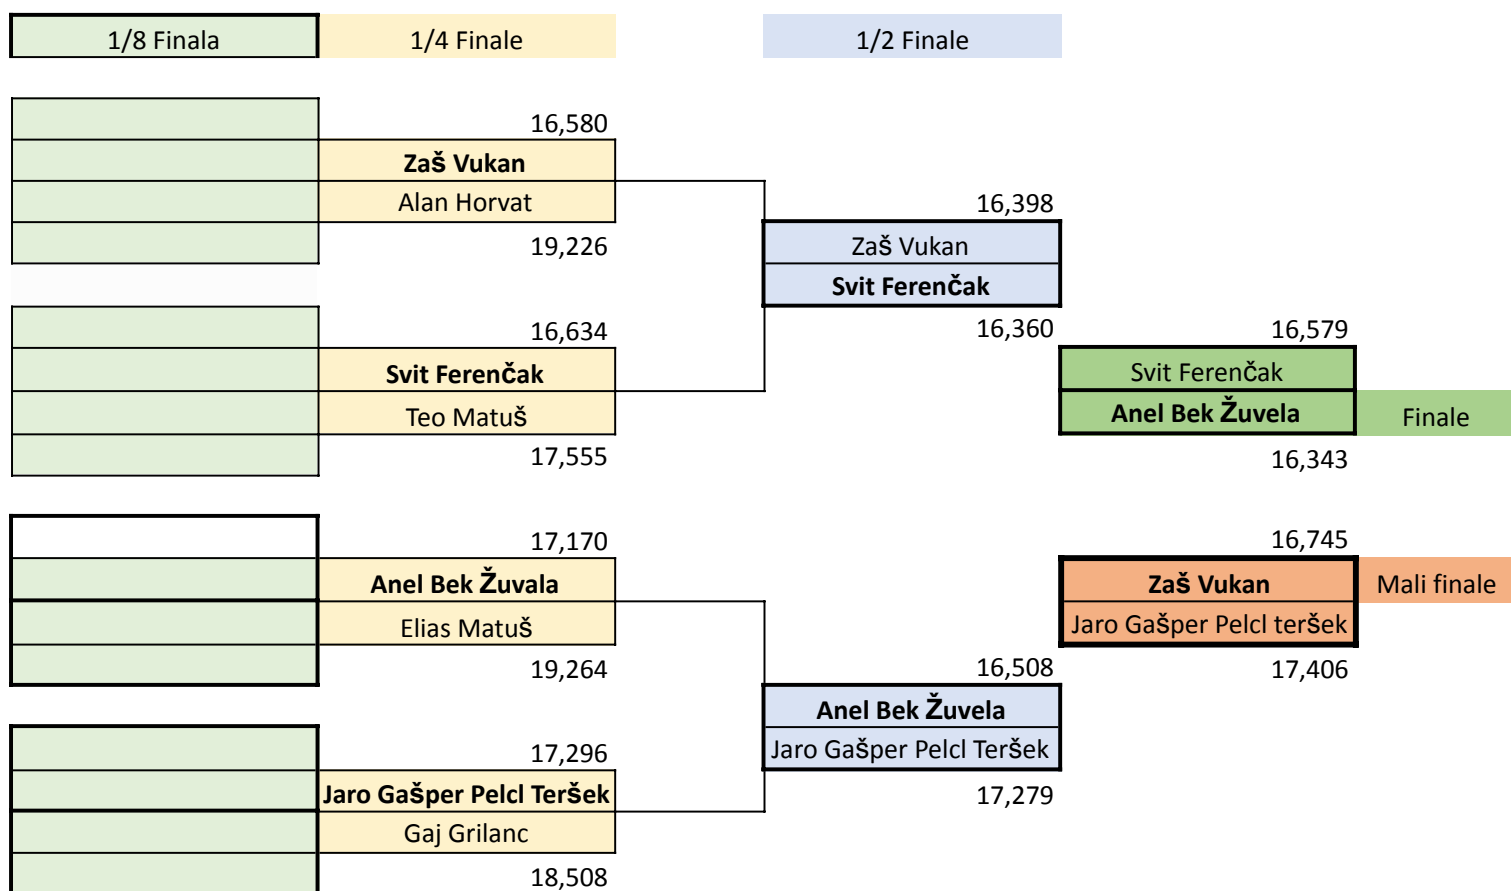 1/8 Finala 1/4 Finale 1/2 Finale
16,580
Zaš Vukan
Alan Horvat
19,226
16,634
Svit Ferenčak
Teo Matuš
17,555
17,170
Anel Bek Žuvala
Elias Matuš
19,264
17,296
Jaro Gašper Pelcl Teršek
Gaj Grilanc
18,508
16,398
Zaš Vukan
Svit Ferenčak
16,360
16,508
Anel Bek Žuvela
Jaro Gašper Pelcl Teršek
17,279
16,579
Svit Ferenčak
Anel Bek Žuvela Finale
16,343
16,745
Zaš Vukan Mali finale
Jaro Gašper Pelcl teršek
17,406